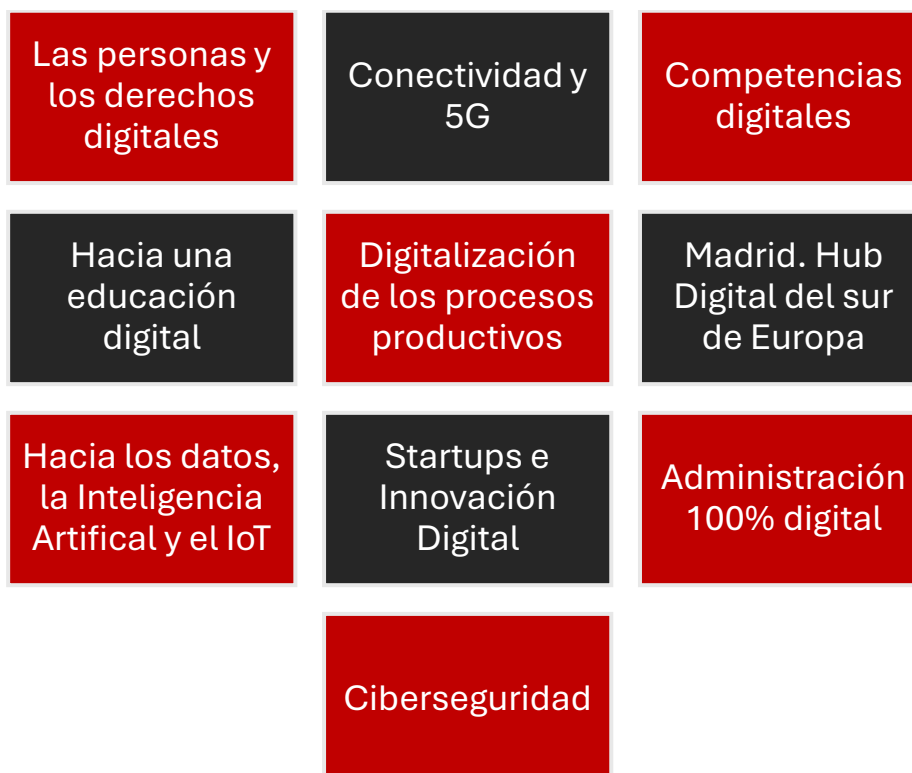 Las personas y
los derechos
digitales
Conectividad y
5G
Competencias
digitales
Hacia una
educación
digital
Digitalización
de los procesos
productivos
Madrid. Hub
Digital del sur
de Europa
Hacia los datos,
la Inteligencia
Artifical y el IoT
Startups e
Innovación
Digital
Administración
100% digital
Ciberseguridad